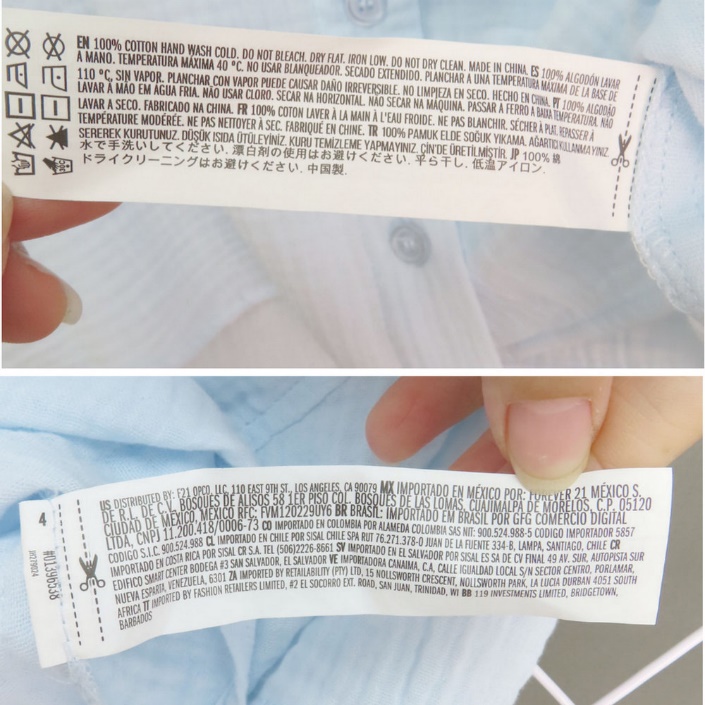 EN 100% COTTON HAND WASH COLD. DO NOT BLEACH. DRY FLAT. IRON LOW. DO NOT DRY CLEAN. MADE IN CHINA. ES 100% ALGODÓN LAVAR
A MANO. TEMPERATURA MÁXIMA 40 °C. NO USAR BLANQUEADOR. SECADO EXTENDIDO. PLANCHAR A UNA TEMPERATURA MAXIMA DE LA BASE DE
110 °C, SIN VAPOR. PLANCHAR CON VAPOR PUEDE CAUSAR DAÑO IRREVERSIBLE. NO LIMPIEZA EN SECO. HECHO EN CHINA. PT 100% ALGODÃO
LAVAR À MÃO EM ÁGUA FRIA. NÃO USAR CLORO. SECAR NA HORIZONTAL. NÃO SECAR NA MÁQUINA. PASSAR A FERRO A BAIXA TEMPERATURA. NÃO
LAVAR A SECO. FABRICADO NA CHINA. FR 100% COTON LAVER À LA MAIN À L'EAU FROIDE. NE PAS BLANCHIR. SÉCHER À PLAT. REPASSER À
TEMPÉRATURE MODÉRÉE. NE PAS NETTOYER À SEC. FABRIQUÉ EN CHINE. TR 100% PAMUK ELDE SOĞUK YIKAMA. AĞARTICI KULLANMAYINIZ.
SEREREK KURUTUNUZ. DÜŞÜK ISIDA ÜTÜLEYİNİZ. KURU TEMİZLEME YAPMAYINIZ. ÇİN'DE ÜRETİLMİŞTİR. JP 100% 綿
水で手洗いしてください. 漂白剤の使用はお避けください. 平ら干し. 低温アイロン.
ドライクリーニングはお避けください. 中国製.
US DISTRIBUTED BY: F21 OPCO, LLC, 110 EAST 9TH ST., LOS ANGELES, CA 90079 MX IMPORTADO EN MÉXICO POR: FOREVER 21 MÉXICO S.
DE R.L. DE C.V. BOSQUES DE ALISOS 58 1ER PISO COL. BOSQUES DE LAS LOMAS, CUAJIMALPA DE MORELOS, C.P. 05120
CIUDAD DE MÉXICO, MÉXICO RFC: FVM120229UY6 BR BRASIL: IMPORTADO EM BRASIL POR GFG COMERCIO DIGITAL
LTDA, CNPJ 11.200.418/0006-73 CO IMPORTADO EN COLOMBIA POR ALAMEDA COLOMBIA SAS NIT: 900.524.988-5 CODIGO IMPORTADOR 5857
CODIGO S.I.C. 900.524.988 CL IMPORTADO EN CHILE POR SISAL CHILE SPA RUT 76.271.378-0 JUAN DE LA FUENTE 334-B, LAMPA, SANTIAGO, CHILE CR
IMPORTADO EN COSTA RICA POR SISAL CR S.A. TEL (506)2226-8661 SV IMPORTADO EN EL SALVADOR POR SISAL ES SA DE CV FINAL 49 AV. SUR, AUTOPISTA SUR
EDIFICO SMART CENTER BODEGA #3 SAN SALVADOR, EL SALVADOR VE IMPORTADORA CANAIMA, C.A. CALLE IGUALDAD LOCAL S/N SECTOR CENTRO, PORLAMAR,
NUEVA ESPARTA, VENEZUELA, 6301 ZA IMPORTED BY RETAILABILITY (PTY) LTD, 15 NOLLSWORTH CRESCENT, NOLLSWORTH PARK, LA LUCIA DURBAN 4051 SOUTH
AFRICA TT IMPORTED BY FASHION RETAILERS LIMITED, #2 EL SOCORRO EXT. ROAD, SAN JUAN, TRINIDAD, WI BB 119 INVESTMENTS LIMITED, BRIDGETOWN,
BARBADOS
4
#01396538